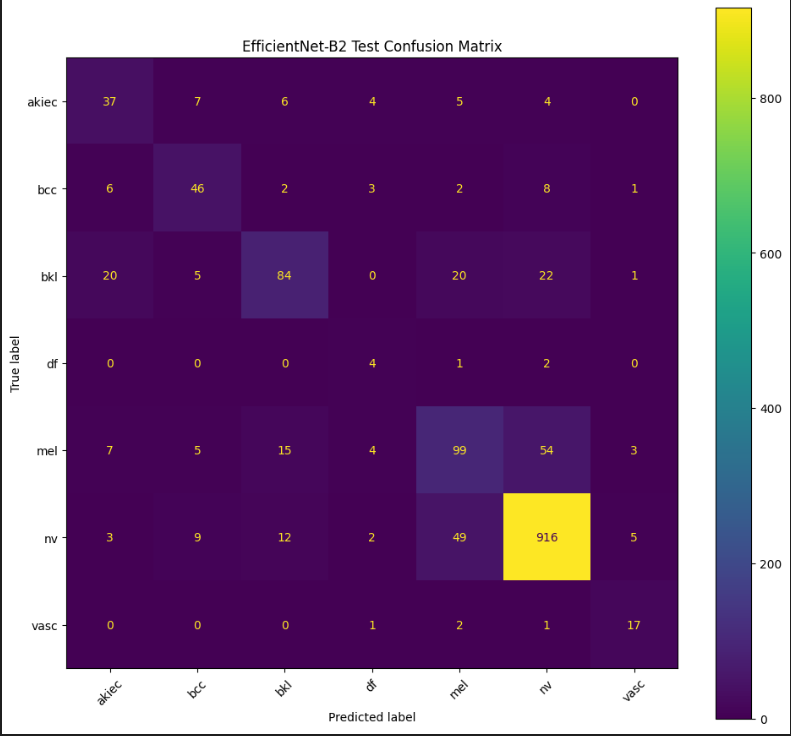 EfficientNet-B2 Test Confusion Matrix
akiec 37 7 6 4 5 4 0
bcc 6 46 2 3 2 8 1
bkl 20 5 84 0 20 22 1
df 0 0 0 4 1 2 0
mel 7 5 15 4 99 54 3
nv 3 9 12 2 49 916 5
vasc 0 0 0 1 2 1 17
akiec bcc bkl df mel nv vasc
Predicted label
True label
800
600
400
200
0